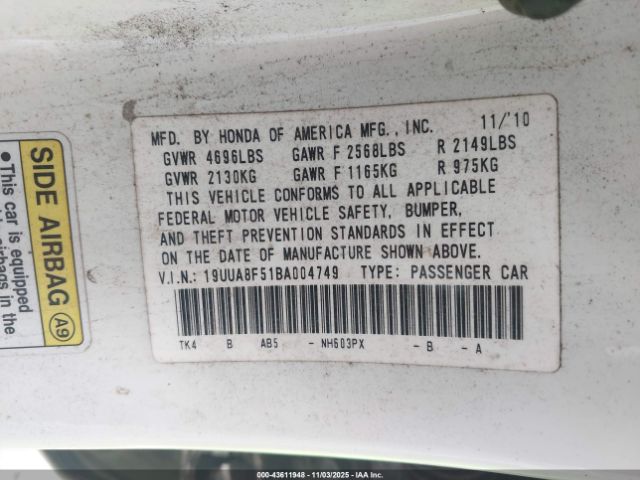 SIDE AIRBAG A9
●This car is equipped
airbags in the
MFD. BY HONDA OF AMERICA MFG., INC. 11/'10
GVWR 4696LBS GAWR F 2568LBS R 2149LBS
GVWR 2130KG GAWR F 1165KG R 975KG
THIS VEHICLE CONFORMS TO ALL APPLICABLE
FEDERAL MOTOR VEHICLE SAFETY, BUMPER,
AND THEFT PREVENTION STANDARDS IN EFFECT
ON THE DATE OF MANUFACTURE SHOWN ABOVE.
V.I.N.: 19UUA8F51BA004749 TYPE: PASSENGER CAR
TK4 B AB5 - NH603PX - B - A
000-43611948 - 11/03/2025 - IAA Inc.